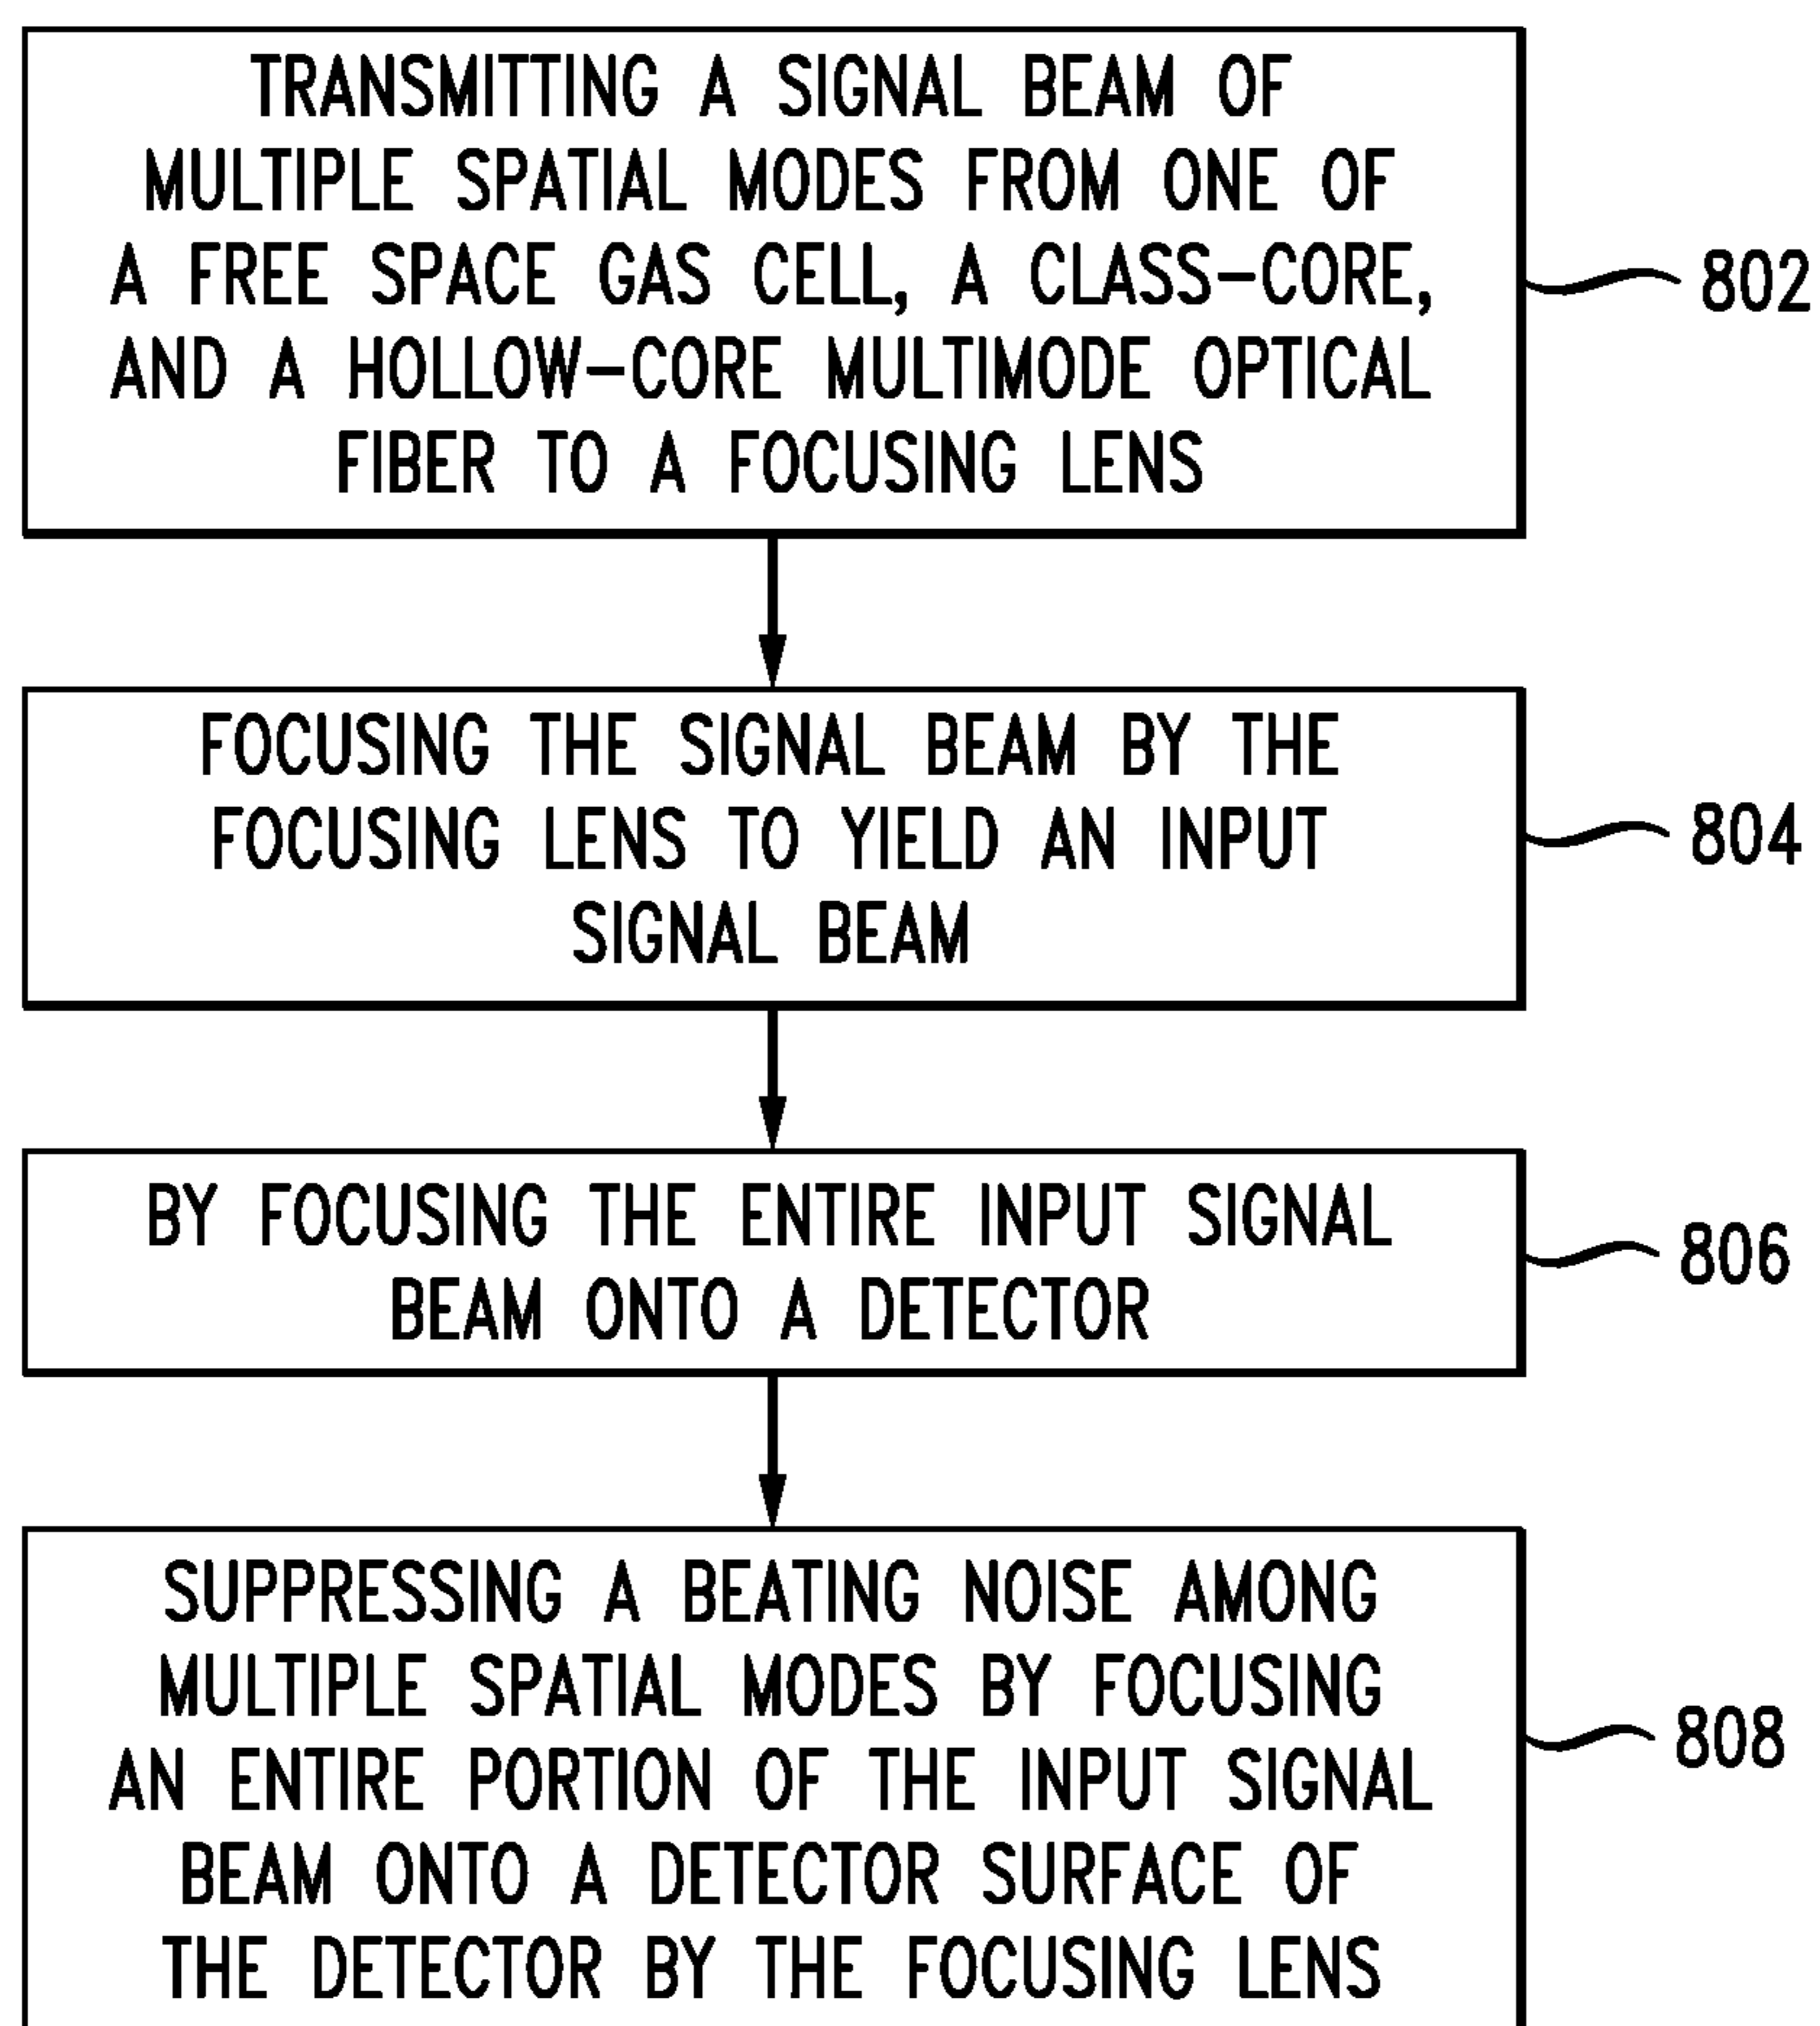 TRANSMITTING A SIGNAL BEAM OF
MULTIPLE SPATIAL MODES FROM ONE OF
A FREE SPACE GAS CELL, A CLASS-CORE,
AND A HOLLOW-CORE MULTIMODE OPTICAL
FIBER TO A FOCUSING LENS
802
FOCUSING THE SIGNAL BEAM BY THE
FOCUSING LENS TO YIELD AN INPUT
SIGNAL BEAM
804
BY FOCUSING THE ENTIRE INPUT SIGNAL
BEAM ONTO A DETECTOR
806
SUPPRESSING A BEATING NOISE AMONG
MULTIPLE SPATIAL MODES BY FOCUSING
AN ENTIRE PORTION OF THE INPUT SIGNAL
BEAM ONTO A DETECTOR SURFACE OF
THE DETECTOR BY THE FOCUSING LENS
808